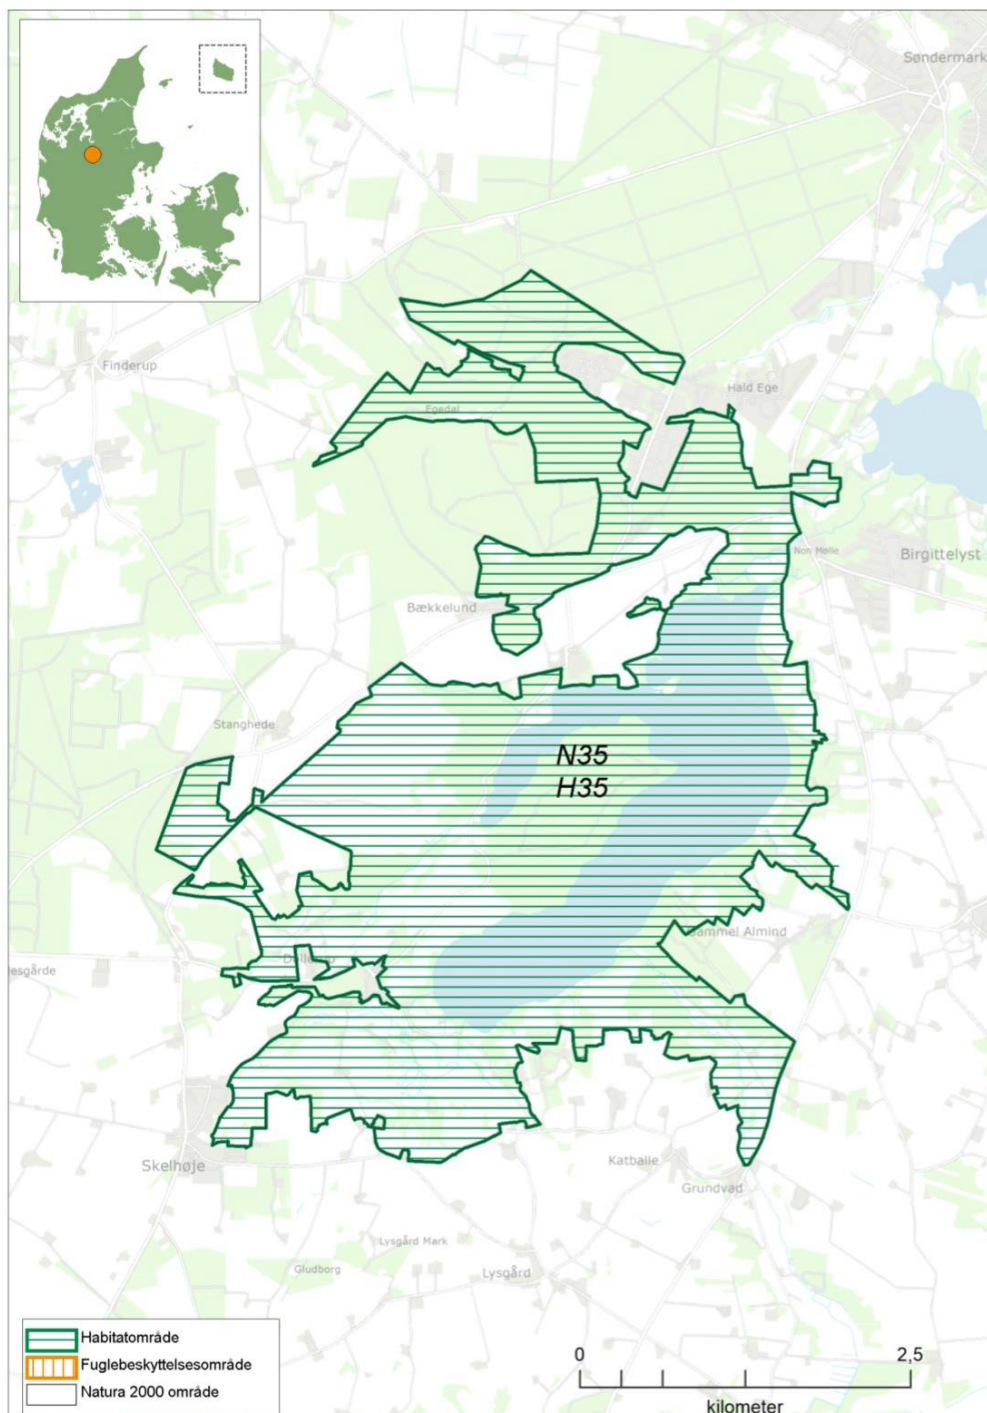 Søndermark
Finderup
Hald Ege
Non Mølle
Birgittelyst
Bækkelund
Stanghede
N35
H35
Gammel Almind
Dollerup
esgårde
Skelhøje
Katballe
Grundvad
Lysgård Mark
Gludborg
Lysgård
Habitatområde
Fuglebeskyttelsesområde
Natura 2000 område
0 2,5
kilometer